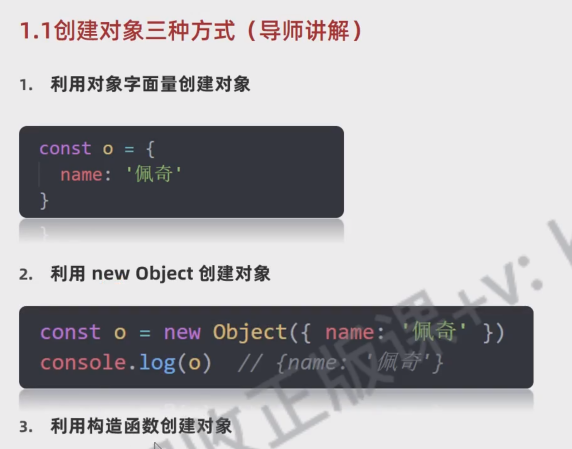 1.1创建对象三种方式（导师讲解）
1. 利用对象字面量创建对象
const o = {
name: '佩奇'
}
2. 利用 new Object 创建对象
const o = new Object({ name: '佩奇' })
console.log(o) // {name: '佩奇'}
3. 利用构造函数创建对象
收正版课+v: